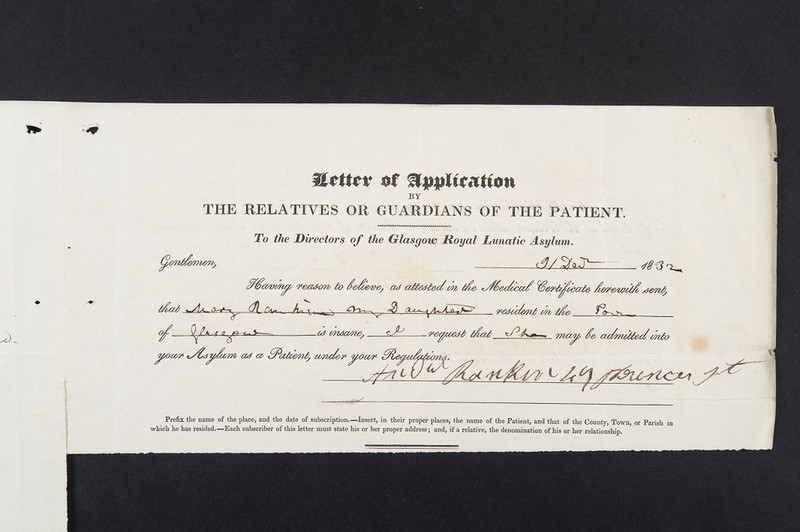 Letter of Application
BY
THE RELATIVES OR GUARDIANS OF THE PATIENT.
To the Directors of the Glasgow Royal Lunatic Asylum.
Gentlemen, 31 Decr 1832
Having reason to believe, as attested in the Medical Certificate herewith sent,
that Mary Rankine my Daughter resident in the Town
of Glasgow is insane, I request that She may be admitted into
your Asylum as a Patient, under your Regulations.
Andw Rankin 49 princes st
Prefix the name of the place, and the date of subscription.—Insert, in their proper places, the name of the Patient, and that of the County, Town, or Parish in
which he has resided.—Each subscriber of this letter must state his or her proper address; and, if a relative, the denomination of his or her relationship.